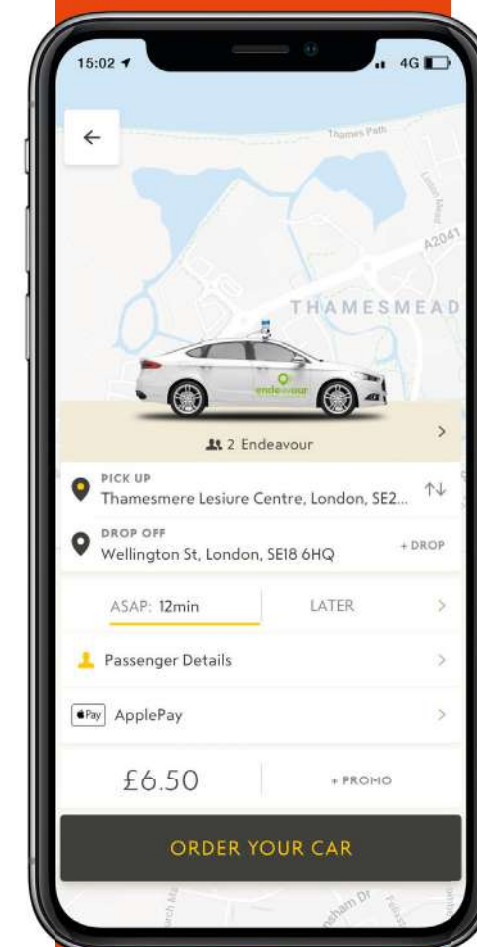 15:02
4G
Thames Path
A2041
THAMESMEAD
endeavour
2 Endeavour
PICK UP
Thamesmere Lesiure Centre, London, SE2...
DROP OFF
Wellington St, London, SE18 6HQ
+ DROP
ASAP: 12min LATER
Passenger Details
Pay ApplePay
£6.50 + PROMO
ORDER YOUR CAR